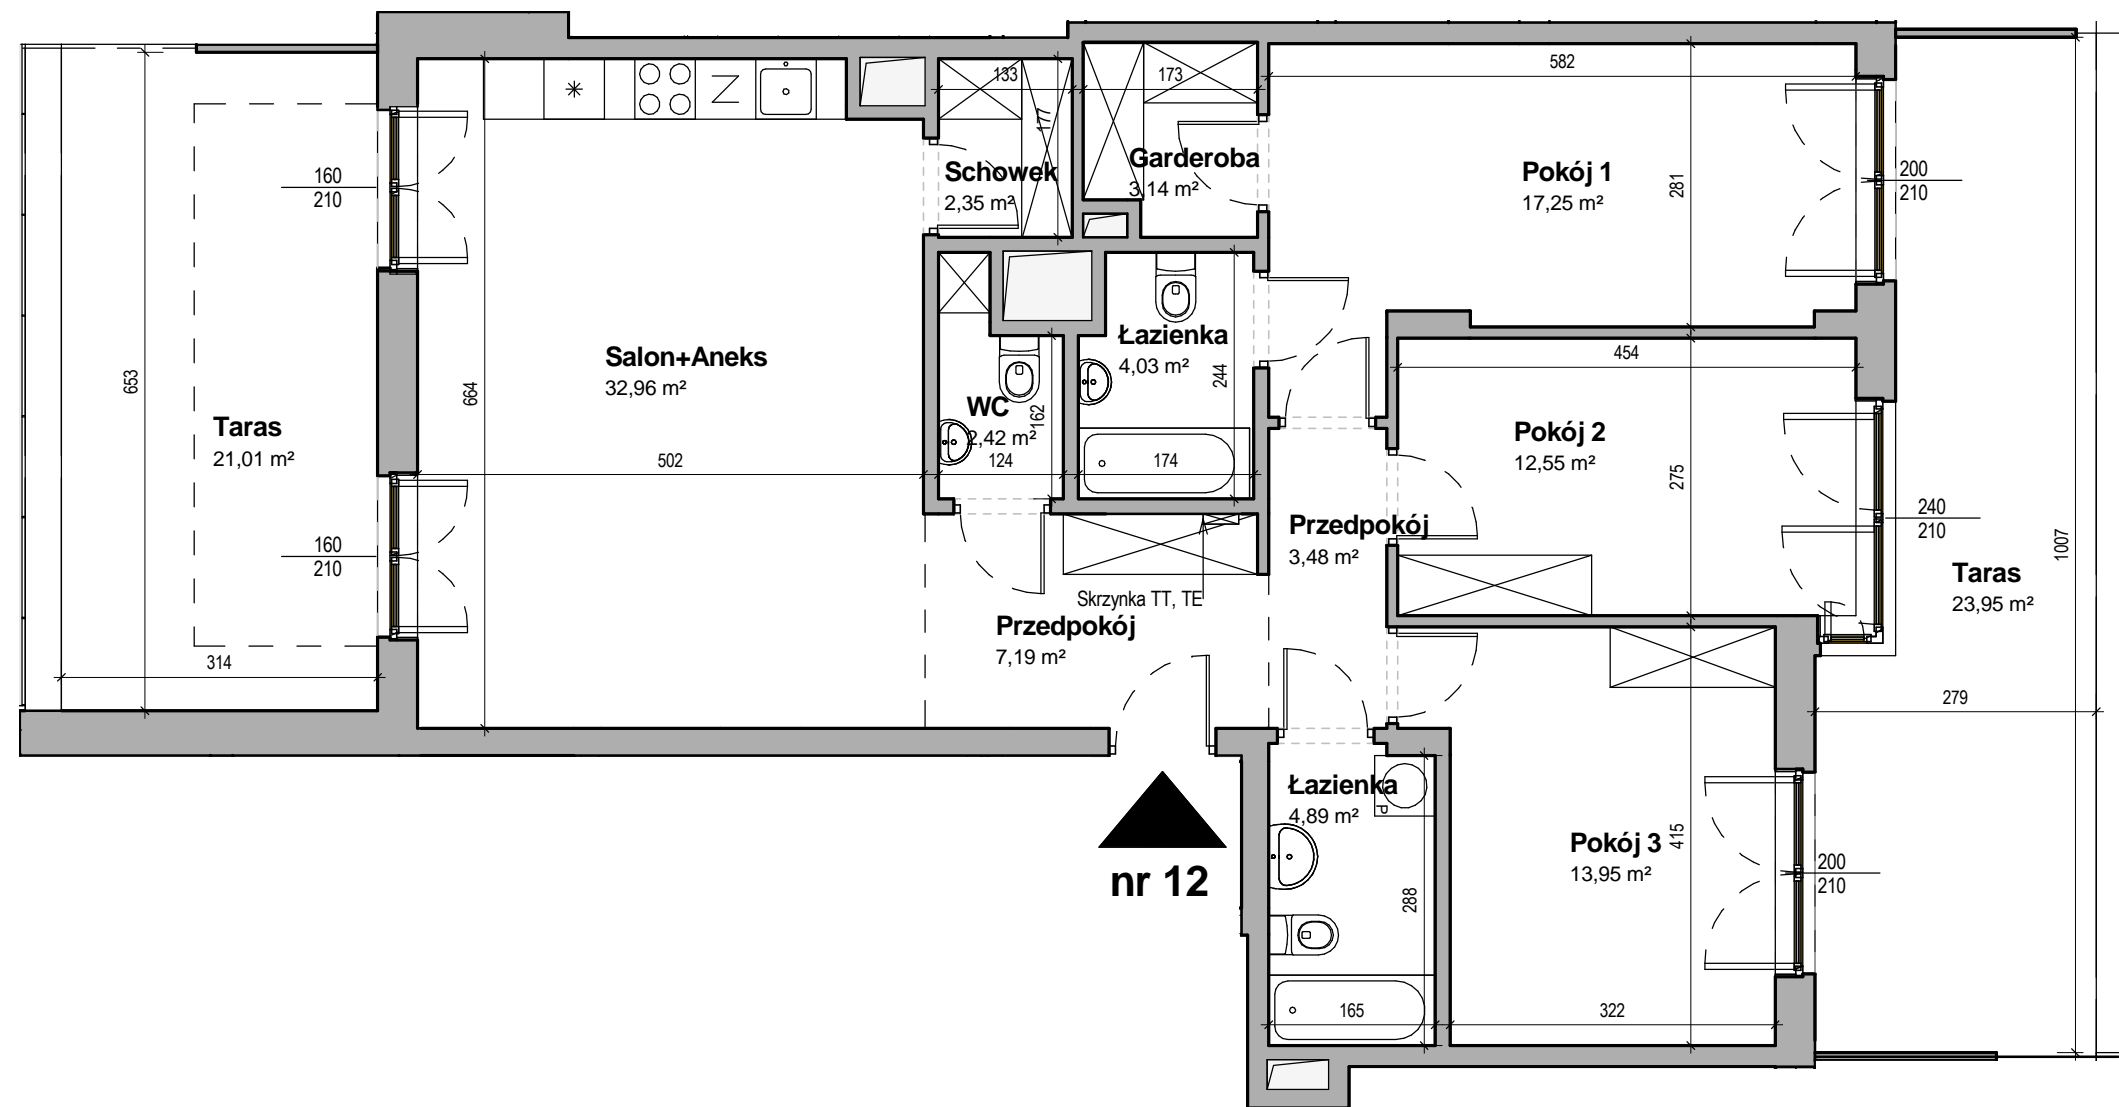 133
173
582
177
Schowek
2,35 m²
Garderoba
3,14 m²
Pokój 1
17,25 m²
281
200
210
160
210
653
664
Salon+Aneks
32,96 m²
Łazienka
4,03 m²
244
454
WC
2,42 m²
162
Taras
21,01 m²
502
124
174
Pokój 2
12,55 m²
275
240
210
Przedpokój
3,48 m²
160
210
1007
Taras
23,95 m²
Skrzynka TT, TE
Przedpokój
7,19 m²
314
279
Łazienka
4,89 m²
P
Pokój 3
13,95 m²
415
200
210
nr 12
288
165
322